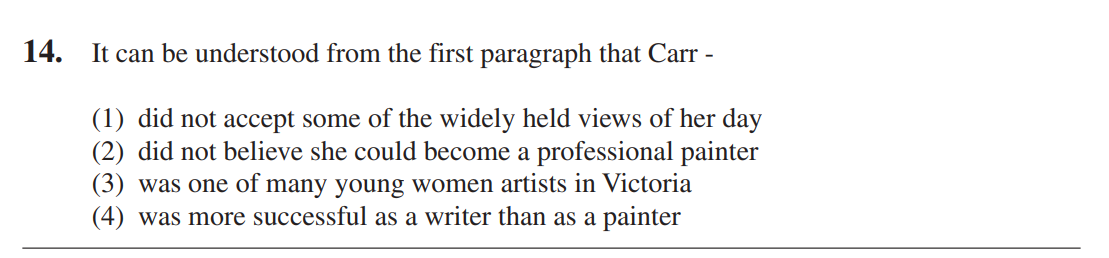 14. It can be understood from the first paragraph that Carr -
(1) did not accept some of the widely held views of her day
(2) did not believe she could become a professional painter
(3) was one of many young women artists in Victoria
(4) was more successful as a writer than as a painter